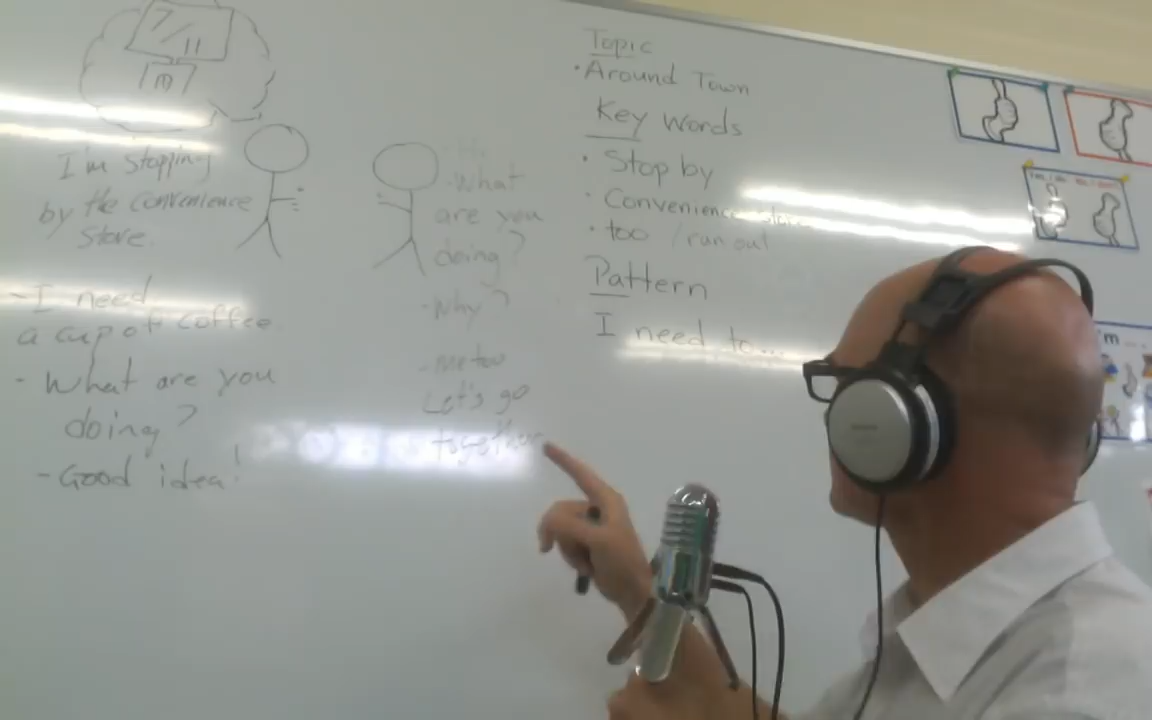 7/11
I'm stopping
by the convenience
store.
- I need
a cup of coffee.
- What are you
doing?
- Good idea!
- What
are you
doing?
- Why?
- me too
Let's go
together
Topic
• Around Town
Key Words
• Stop by
• Convenience store
• too / run out
Pattern
I need to...
I'm ...